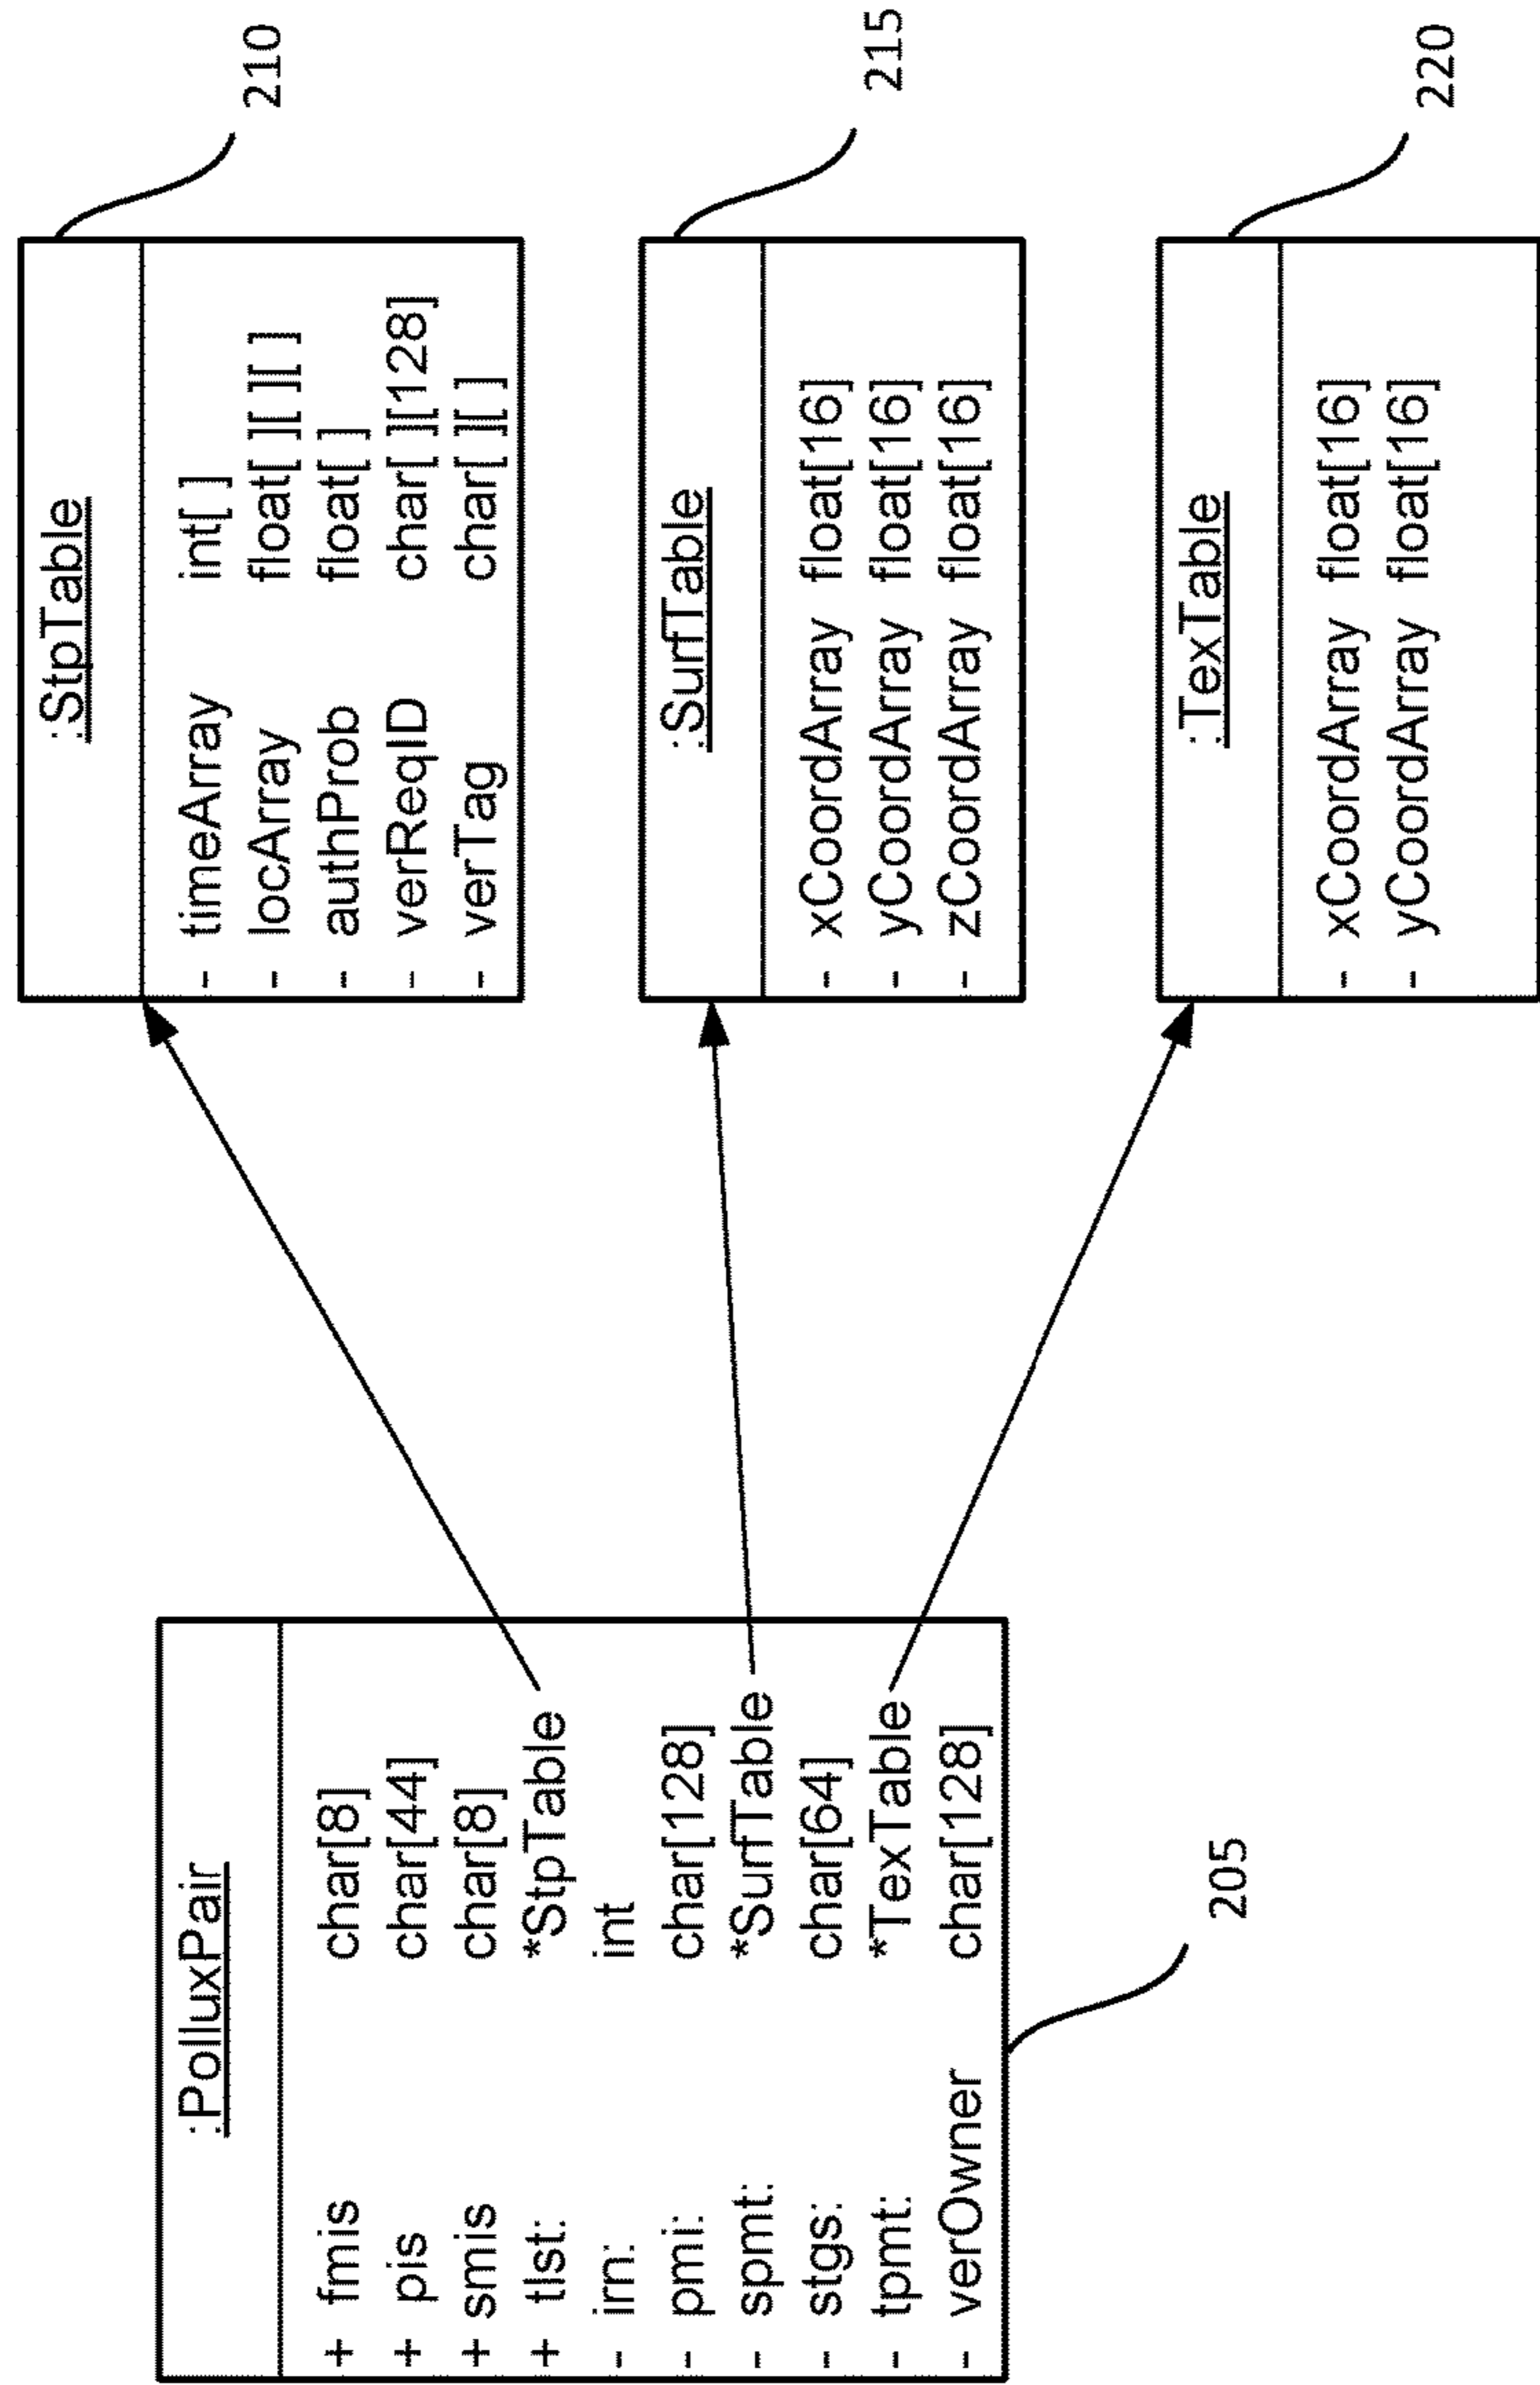 :PolluxPair
+ fmis char[8]
+ pis char[44]
+ smis char[8]
+ tlst: *StpTable
- irn: int
- pmi: char[128]
- spmt: *SurfTable
- stgs: char[64]
- tpmt: *TexTable
- verOwner char[128]
205
:StpTable
- timeArray int[ ]
- locArray float[ ][ ][ ]
- authProb float[ ]
- verReqID char[ ][128]
- verTag char[ ][ ]
210
:SurfTable
- xCoordArray float[16]
- yCoordArray float[16]
- zCoordArray float[16]
215
:TexTable
- xCoordArray float[16]
- yCoordArray float[16]
220